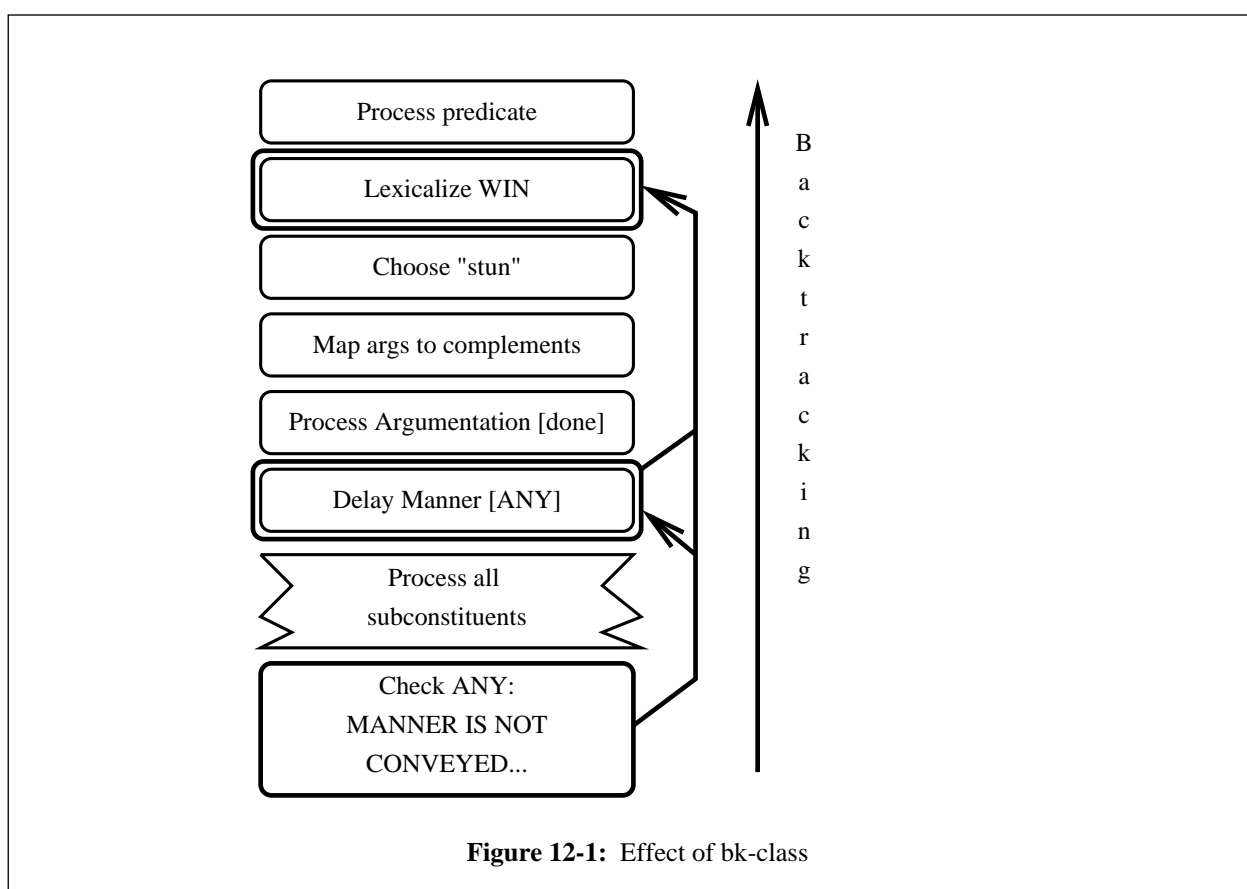 Process predicate
Lexicalize WIN
Choose "stun"
Map args to complements
Process Argumentation [done]
Delay Manner [ANY]
Process all
subconstituents
Check ANY:
MANNER IS NOT
CONVEYED...
B
a
c
k
t
r
a
c
k
i
n
g
Figure 12-1: Effect of bk-class